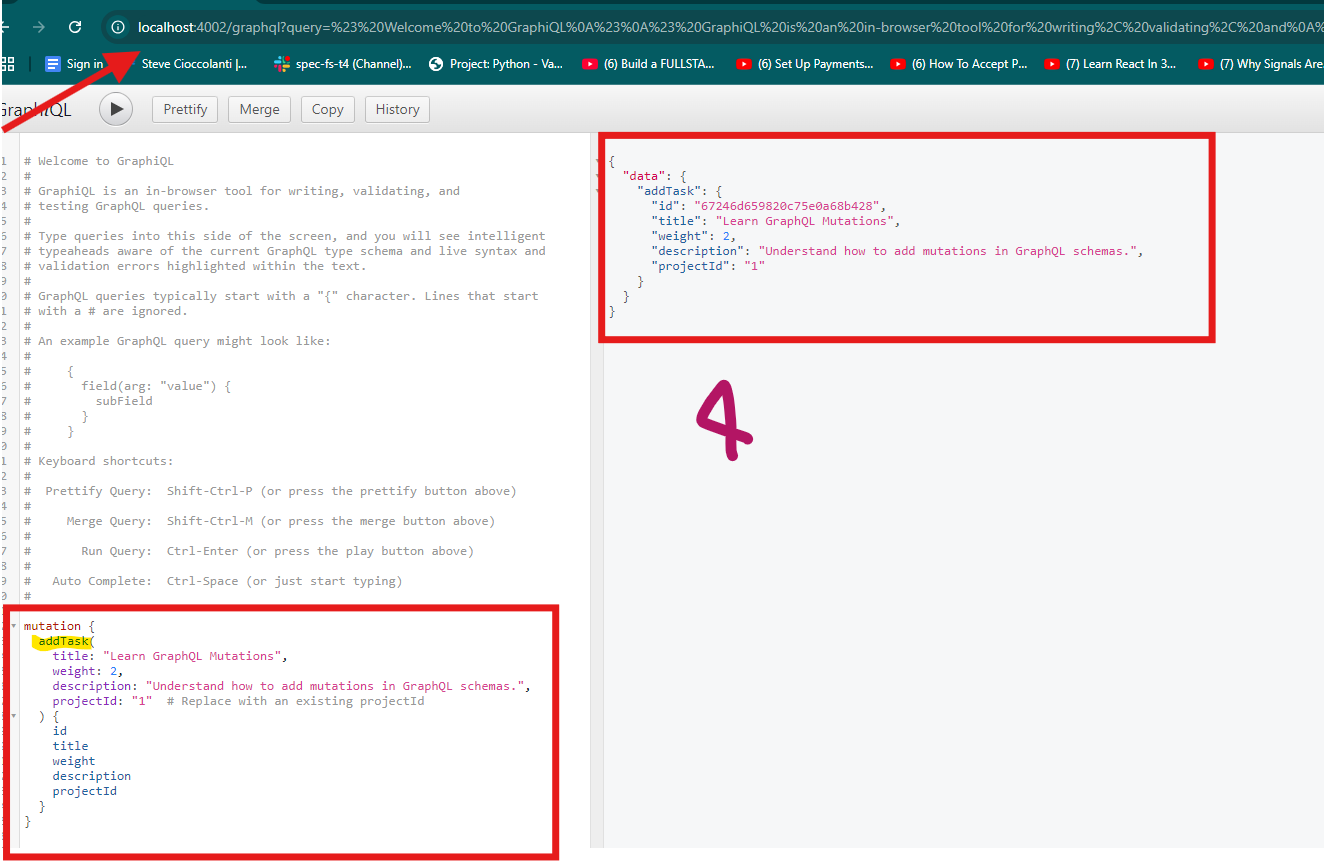 localhost:4002/graphql?query=%23%20Welcome%20to%20GraphiQL%0A%23%0A%23%20GraphiQL%20is%20an%20in-browser%20tool%20for%20writing%2C%20validating%2C%20and%0A%
Sign in Steve Cioccolanti |... spec-fs-t4 (Channel)... Project: Python - Va... (6) Build a FULLSTA... (6) Set Up Payments... (6) How To Accept P... (7) Learn React In 3... (7) Why Signals Are
GraphiQL Prettify Merge Copy History
# Welcome to GraphiQL
#
# GraphiQL is an in-browser tool for writing, validating, and
# testing GraphQL queries.
#
# Type queries into this side of the screen, and you will see intelligent
# typeaheads aware of the current GraphQL type schema and live syntax and
# validation errors highlighted within the text.
#
# GraphQL queries typically start with a "{" character. Lines that start
# with a # are ignored.
#
# An example GraphQL query might look like:
#
#     {
#       field(arg: "value") {
#         subField
#       }
#     }
#
# Keyboard shortcuts:
#
#  Prettify Query:  Shift-Ctrl-P (or press the prettify button above)
#
#     Merge Query:  Shift-Ctrl-M (or press the merge button above)
#
#       Run Query:  Ctrl-Enter (or press the play button above)
#
#   Auto Complete:  Ctrl-Space (or just start typing)
#
mutation {
  addTask(
    title: "Learn GraphQL Mutations",
    weight: 2,
    description: "Understand how to add mutations in GraphQL schemas.",
    projectId: "1"  # Replace with an existing projectId
  ) {
    id
    title
    weight
    description
    projectId
  }
}
{
  "data": {
    "addTask": {
      "id": "67246d659820c75e0a68b428",
      "title": "Learn GraphQL Mutations",
      "weight": 2,
      "description": "Understand how to add mutations in GraphQL schemas.",
      "projectId": "1"
    }
  }
}
4